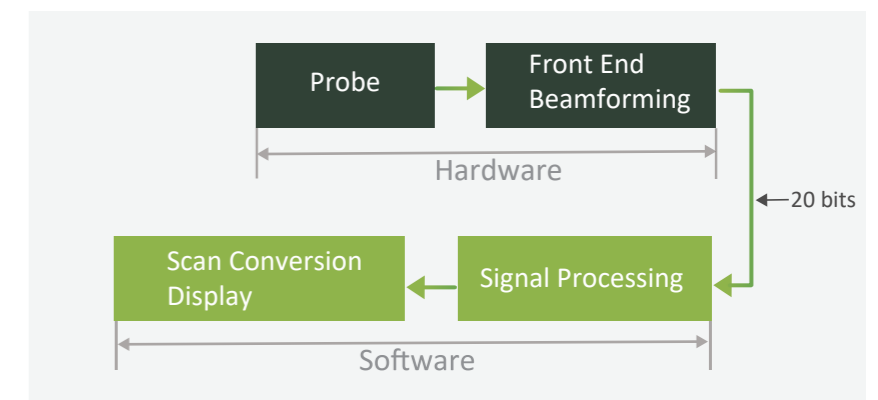 Probe
Front End
Beamforming
Hardware
20 bits
Scan Conversion
Display
Signal Processing
Software